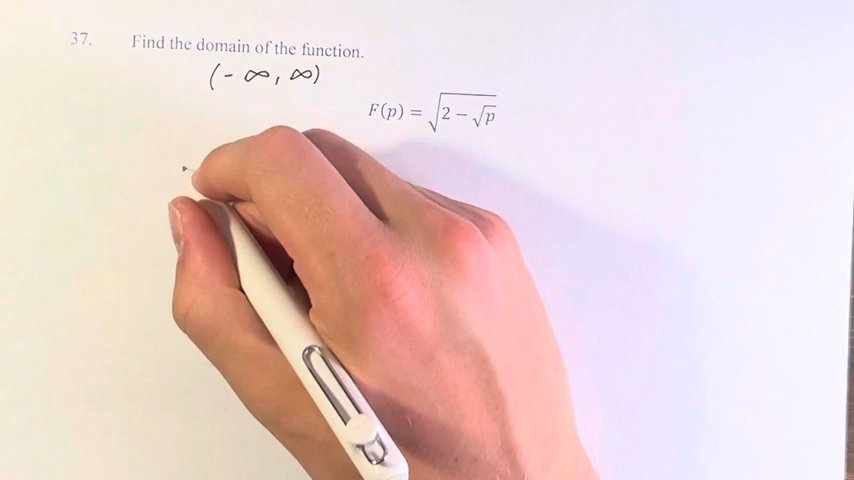 37. Find the domain of the function.
(- ∞, ∞)
F(p) = √(2 − √p)